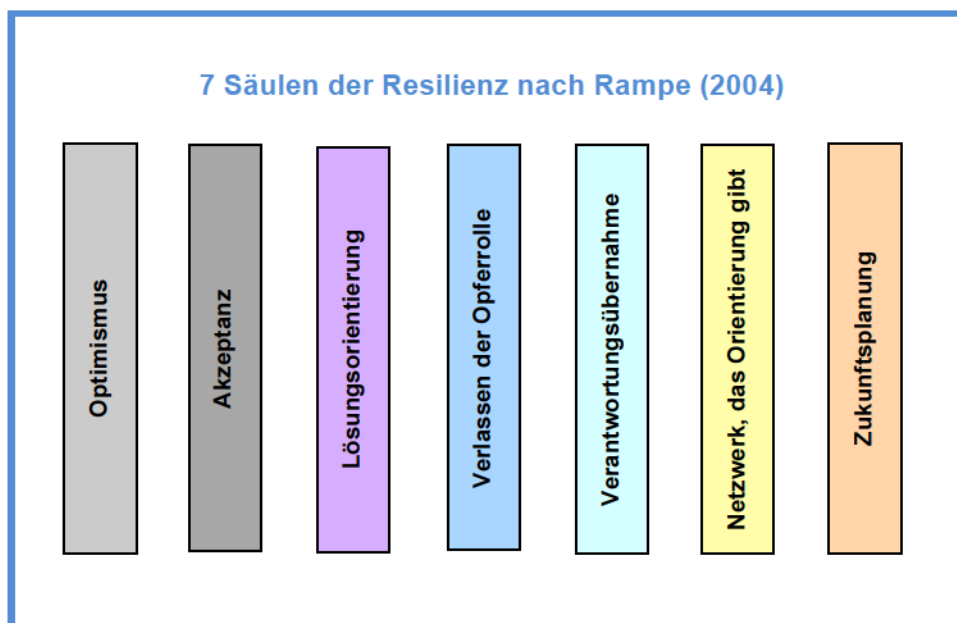 7 Säulen der Resilienz nach Rampe (2004)
Optimismus
Akzeptanz
Lösungsorientierung
Verlassen der Opferrolle
Verantwortungsübernahme
Netzwerk, das Orientierung gibt
Zukunftsplanung